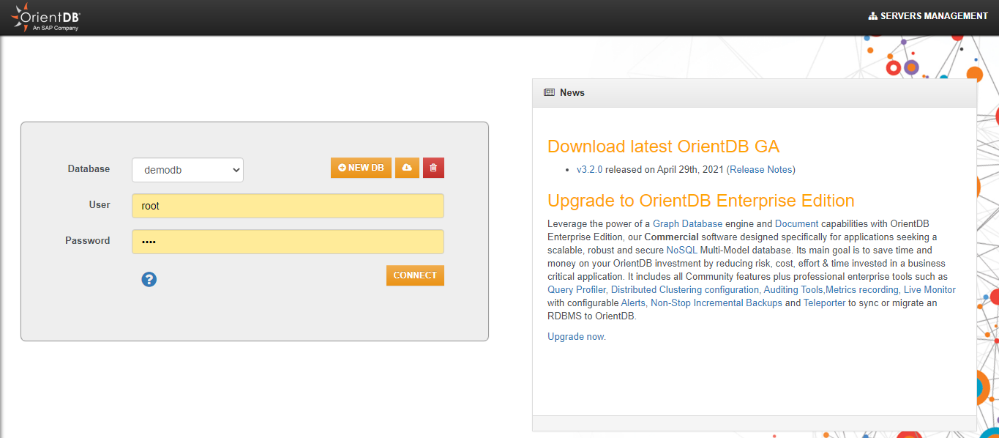 OrientDB®
An SAP Company
SERVERS MANAGEMENT
Database
demodb
NEW DB
User
root
Password
••••
?
CONNECT
News
Download latest OrientDB GA
• v3.2.0 released on April 29th, 2021 (Release Notes)
Upgrade to OrientDB Enterprise Edition
Leverage the power of a Graph Database engine and Document capabilities with OrientDB
Enterprise Edition, our Commercial software designed specifically for applications seeking a
scalable, robust and secure NoSQL Multi-Model database. Its main goal is to save time and
money on your OrientDB investment by reducing risk, cost, effort & time invested in a business
critical application. It includes all Community features plus professional enterprise tools such as
Query Profiler, Distributed Clustering configuration, Auditing Tools,Metrics recording, Live Monitor
with configurable Alerts, Non-Stop Incremental Backups and Teleporter to sync or migrate an
RDBMS to OrientDB.
Upgrade now.